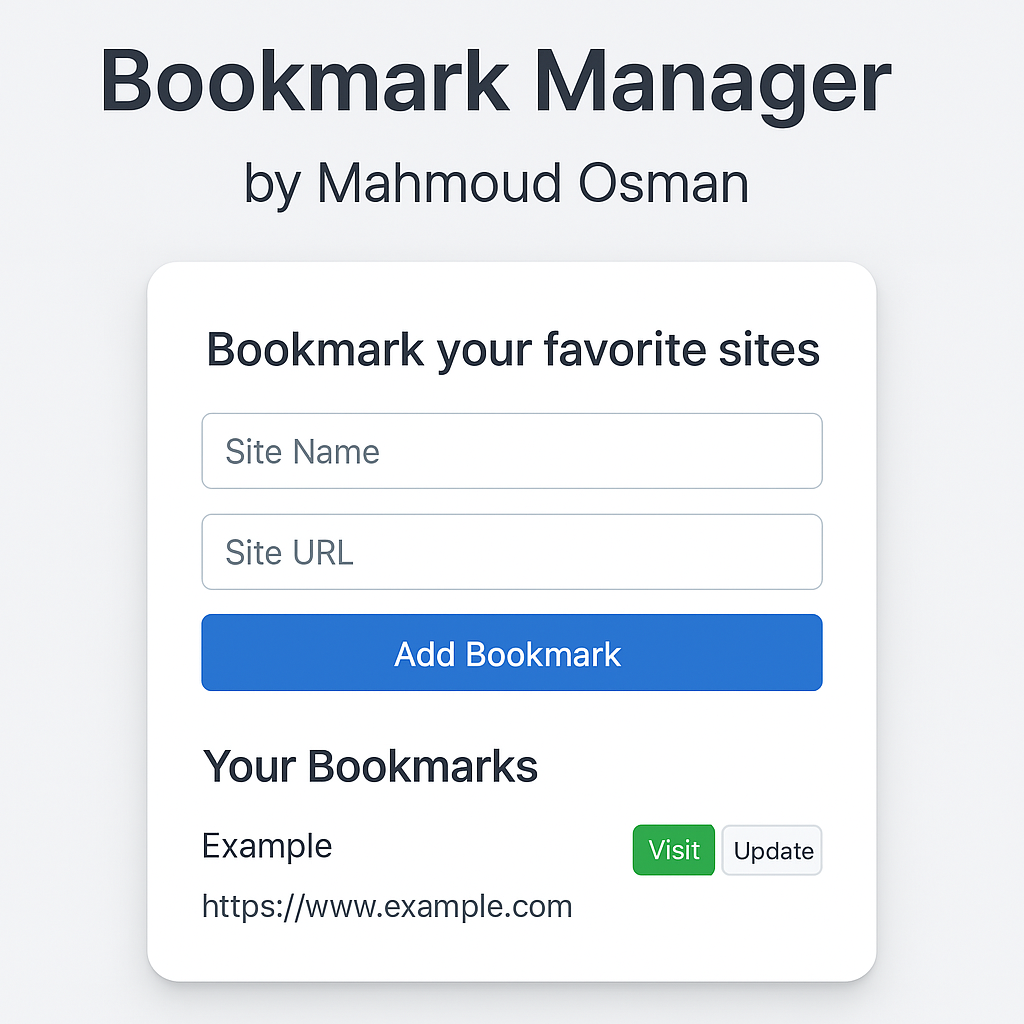 Bookmark Manager
by Mahmoud Osman
Bookmark your favorite sites
Site Name
Site URL
Add Bookmark
Your Bookmarks
Example
Visit
Update
https://www.example.com